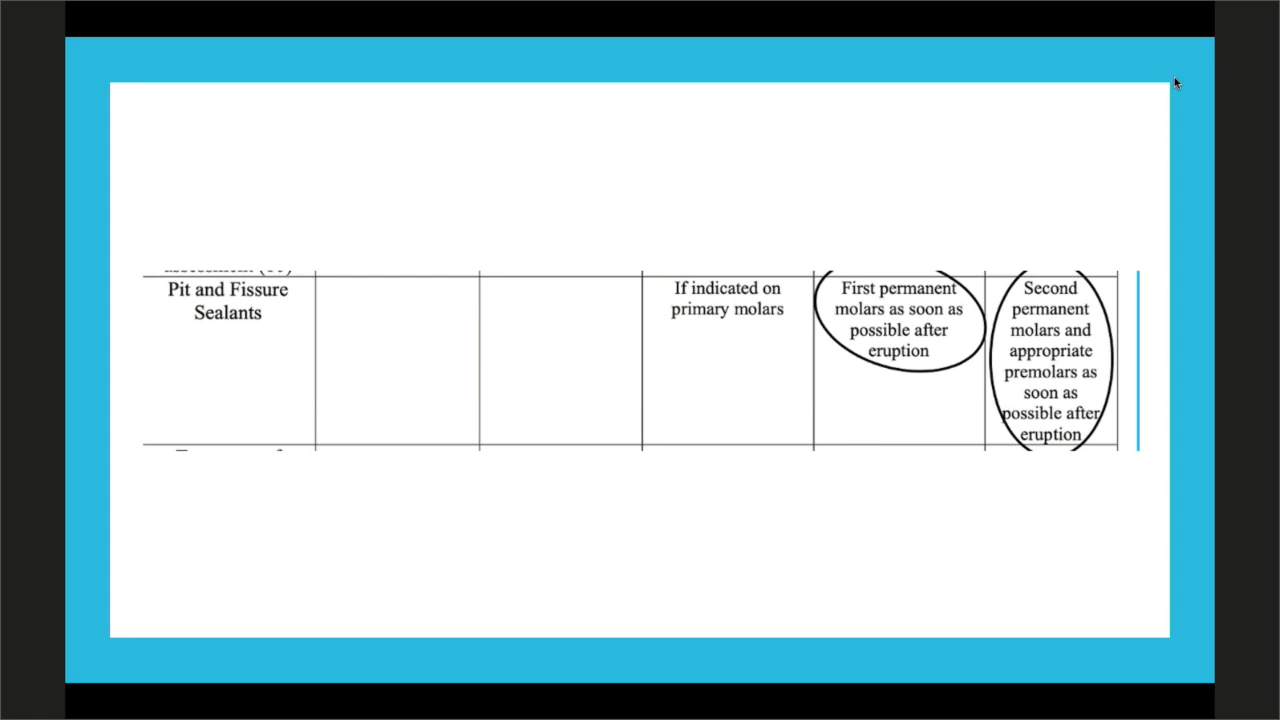 Pit and Fissure
Sealants
If indicated on
primary molars
First permanent
molars as soon as
possible after
eruption
Second
permanent
molars and
appropriate
premolars as
soon as
possible after
eruption